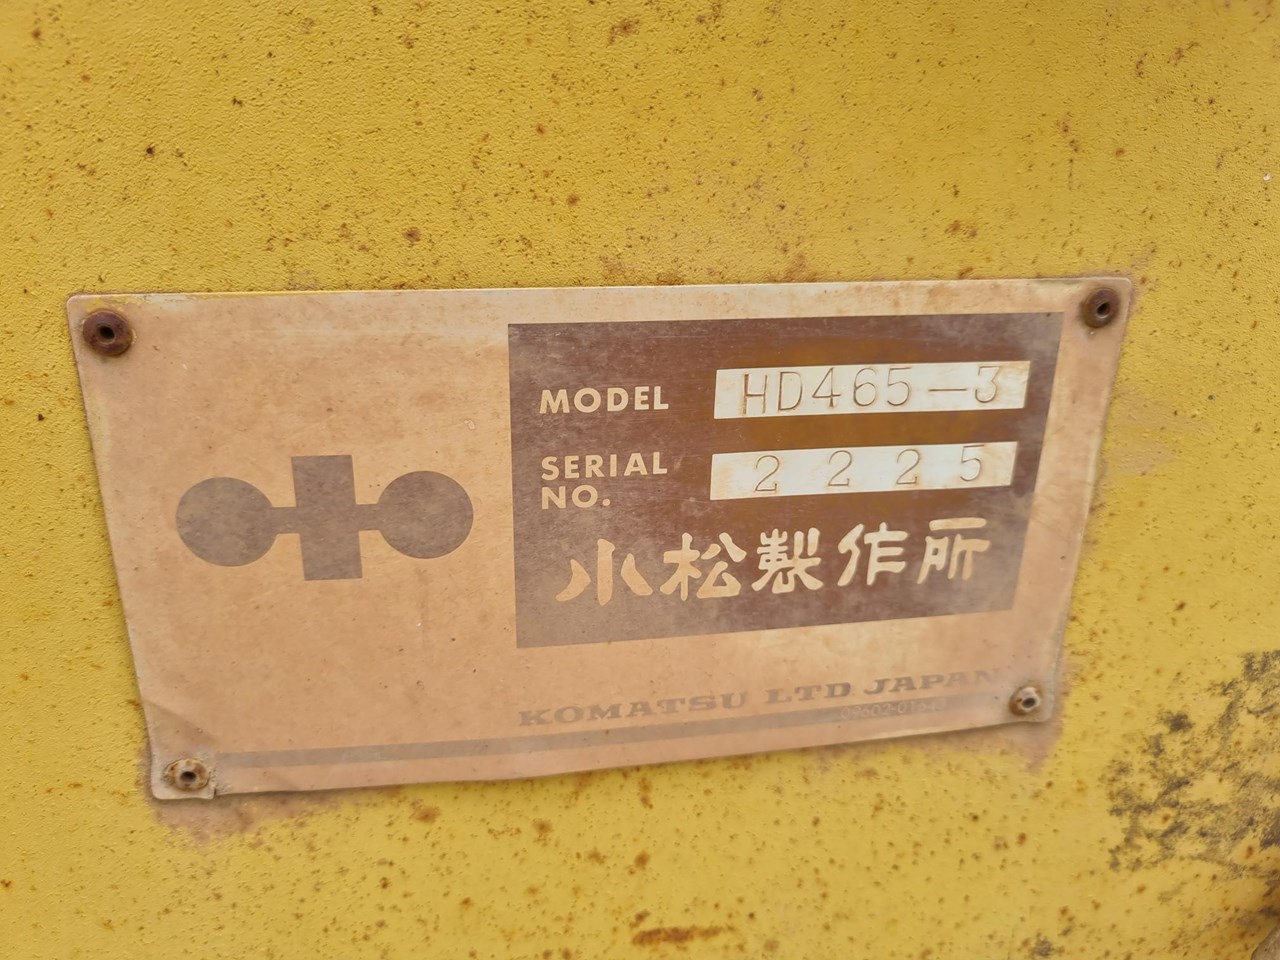 MODEL HD465-3
SERIAL NO. 2225
小松製作所
KOMATSU LTD JAPAN